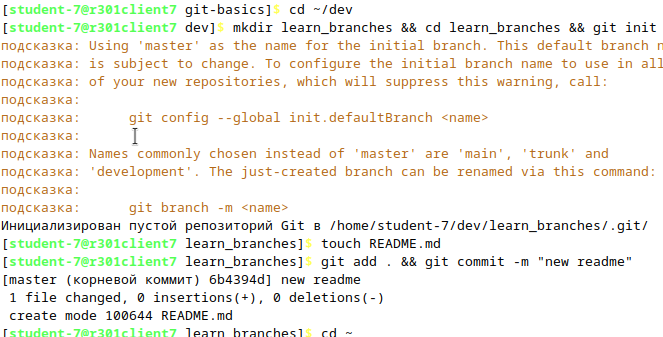 [student-7@r301client7 git-basics]$ cd ~/dev
[student-7@r301client7 dev]$ mkdir learn_branches && cd learn_branches && git init
подсказка: Using 'master' as the name for the initial branch. This default branch n
подсказка: is subject to change. To configure the initial branch name to use in all
подсказка: of your new repositories, which will suppress this warning, call:
подсказка:
подсказка:      git config --global init.defaultBranch <name>
подсказка:
подсказка: Names commonly chosen instead of 'master' are 'main', 'trunk' and
подсказка: 'development'. The just-created branch can be renamed via this command:
подсказка:
подсказка:      git branch -m <name>
Инициализирован пустой репозиторий Git в /home/student-7/dev/learn_branches/.git/
[student-7@r301client7 learn_branches]$ touch README.md
[student-7@r301client7 learn_branches]$ git add . && git commit -m "new readme"
[master (корневой коммит) 6b4394d] new readme
 1 file changed, 0 insertions(+), 0 deletions(-)
 create mode 100644 README.md
[student-7@r301client7 learn_branches]$ cd ~